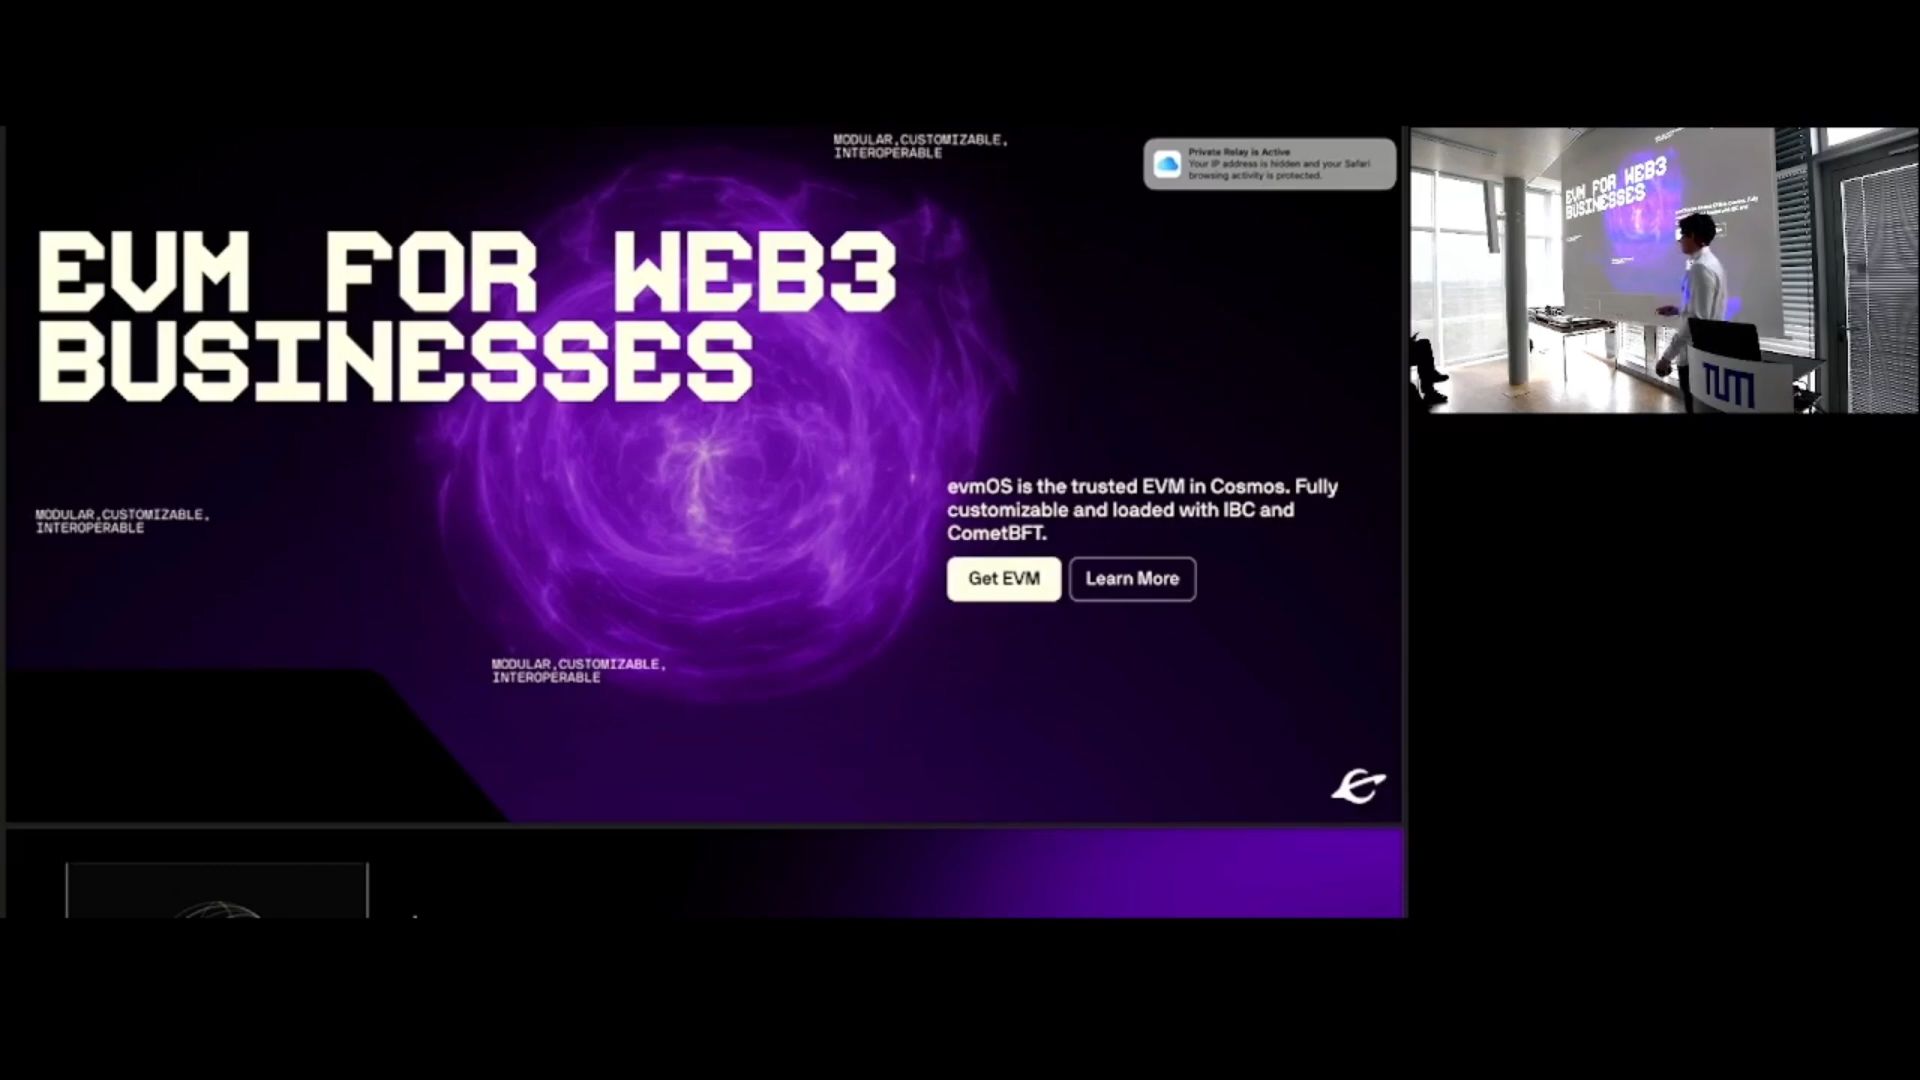 MODULAR,CUSTOMIZABLE,
INTEROPERABLE
Private Relay is Active
Your IP address is hidden and your Safari
browsing activity is protected.
EVM FOR WEB3
BUSINESSES
evmOS is the trusted EVM in Cosmos. Fully
customizable and loaded with IBC and
CometBFT.
Get EVM
Learn More
MODULAR,CUSTOMIZABLE,
INTEROPERABLE
MODULAR,CUSTOMIZABLE,
INTEROPERABLE
EVM FOR WEB3
BUSINESSES
TUM